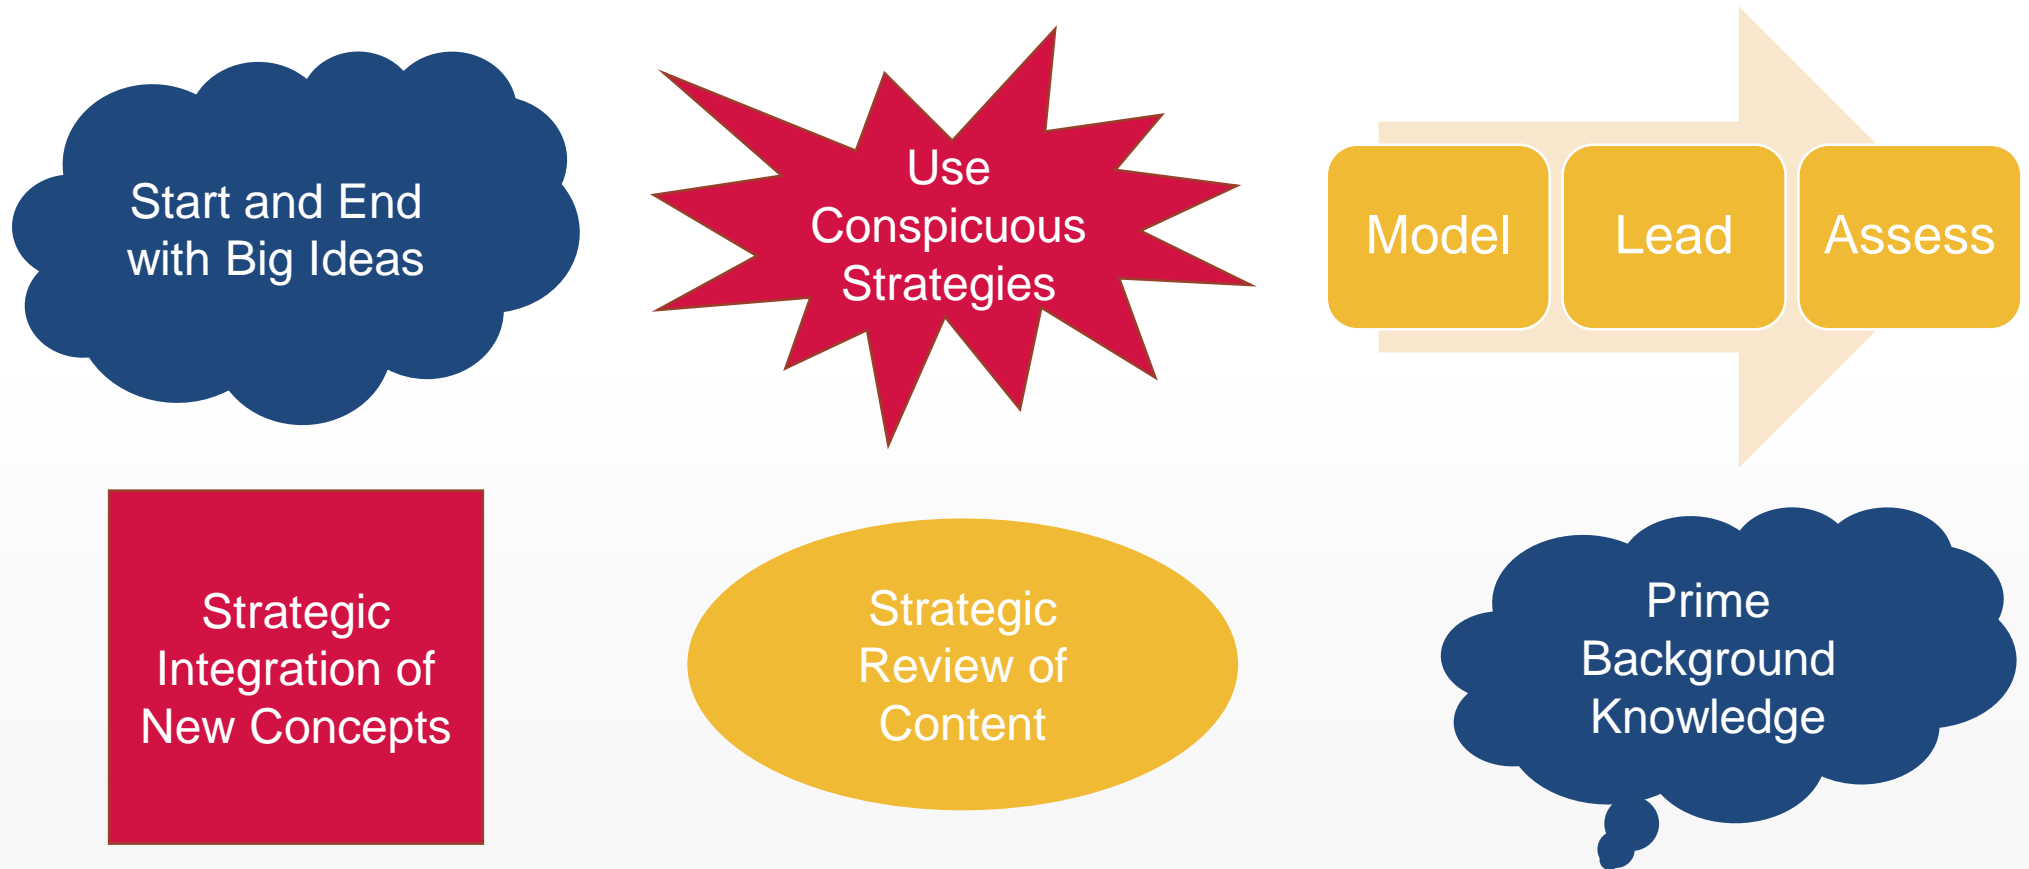 Start and End
with Big Ideas
Use
Conspicuous
Strategies
Model
Lead
Assess
Strategic
Integration of
New Concepts
Strategic
Review of
Content
Prime
Background
Knowledge